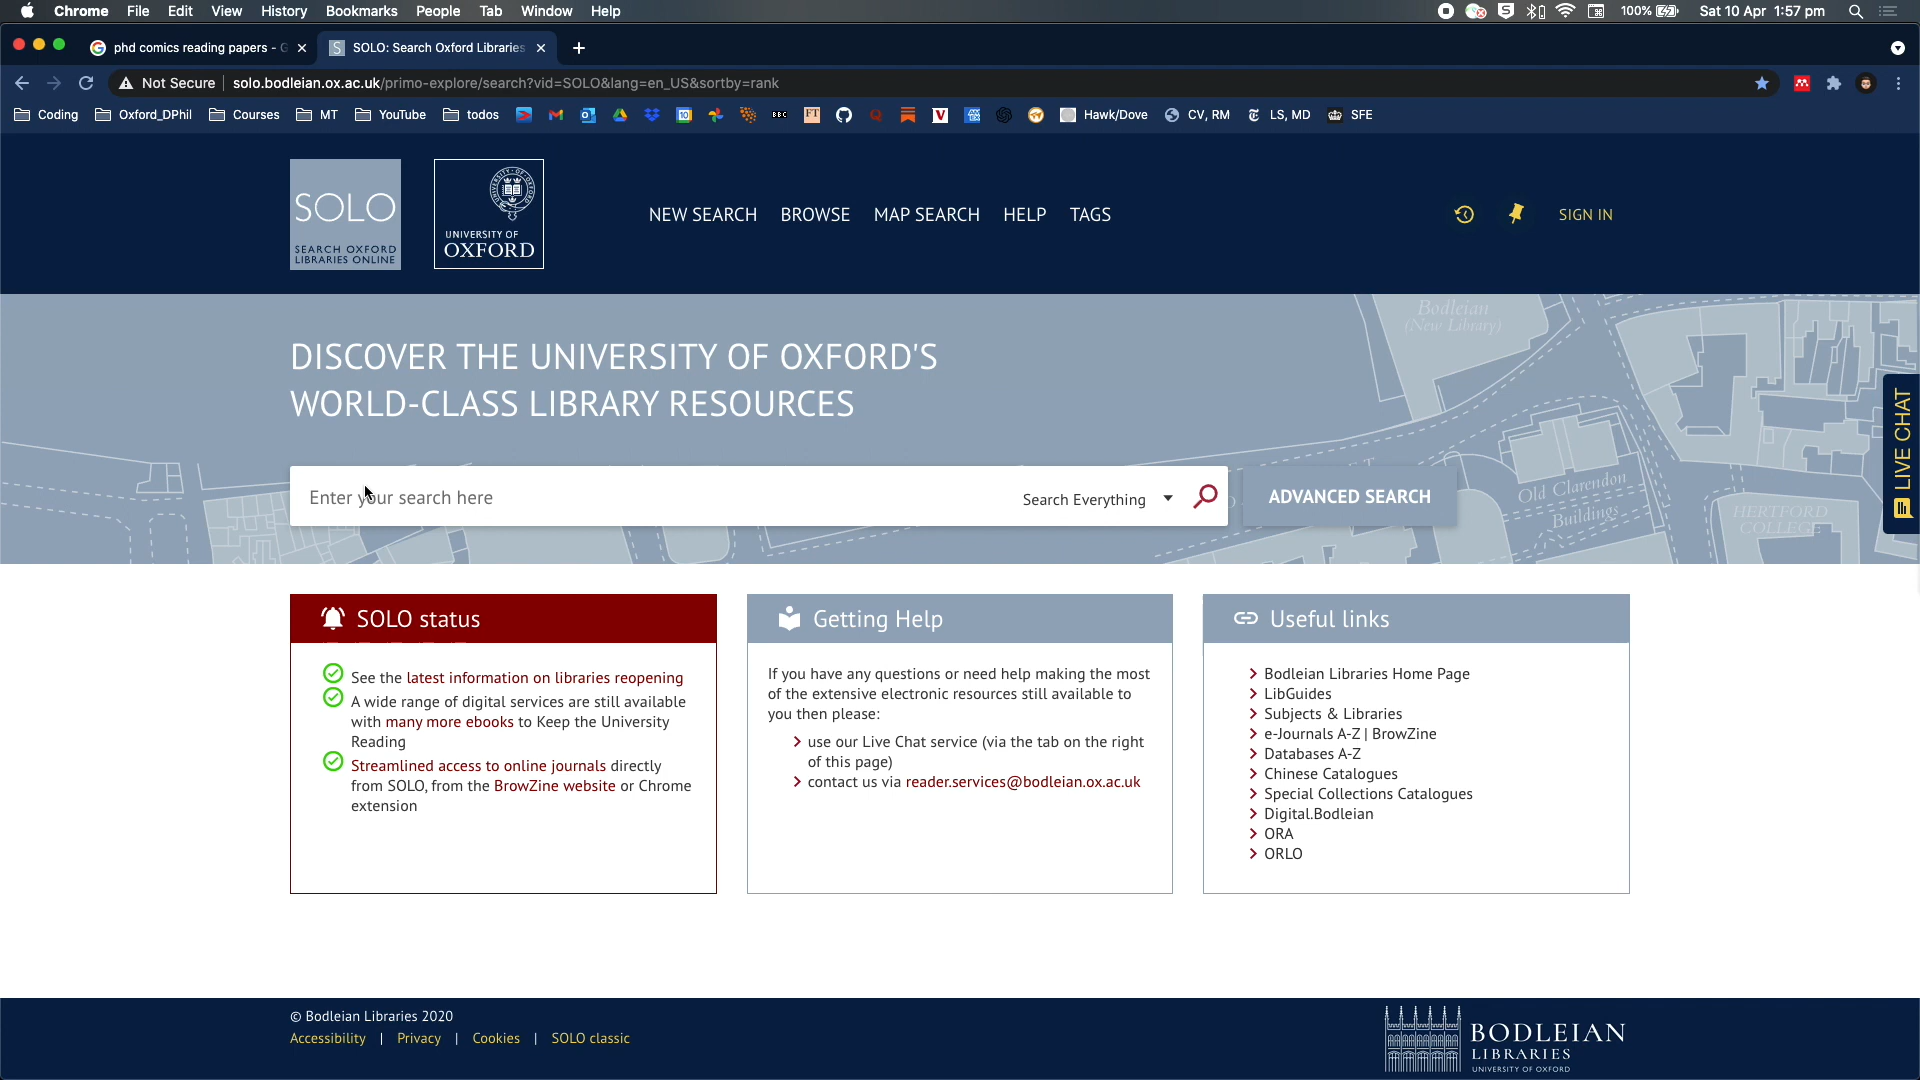 Chrome File Edit View History Bookmarks People Tab Window Help 100% Sat 10 Apr 1:57 pm
phd comics reading papers - G SOLO: Search Oxford Libraries
Not Secure solo.bodleian.ox.ac.uk/primo-explore/search?vid=SOLO&lang=en_US&sortby=rank
Coding Oxford_DPhil Courses MT YouTube todos BBC FT Hawk/Dove CV, RM LS, MD SFE
SOLO
SEARCH OXFORD
LIBRARIES ONLINE
UNIVERSITY OF
OXFORD
NEW SEARCH BROWSE MAP SEARCH HELP TAGS
SIGN IN
Bodleian
(New Library)
DISCOVER THE UNIVERSITY OF OXFORD'S
WORLD-CLASS LIBRARY RESOURCES
LIVE CHAT
Enter your search here Search Everything ADVANCED SEARCH
Old Clarendon
Buildings
HERTFORD
COLLEGE
SOLO status
See the latest information on libraries reopening
A wide range of digital services are still available
with many more ebooks to Keep the University
Reading
Streamlined access to online journals directly
from SOLO, from the BrowZine website or Chrome
extension
Getting Help
If you have any questions or need help making the most
of the extensive electronic resources still available to
you then please:
use our Live Chat service (via the tab on the right
of this page)
contact us via reader.services@bodleian.ox.ac.uk
Useful links
Bodleian Libraries Home Page
LibGuides
Subjects & Libraries
e-Journals A-Z | BrowZine
Databases A-Z
Chinese Catalogues
Special Collections Catalogues
Digital.Bodleian
ORA
ORLO
© Bodleian Libraries 2020
Accessibility | Privacy | Cookies | SOLO classic
BODLEIAN
LIBRARIES
UNIVERSITY OF OXFORD